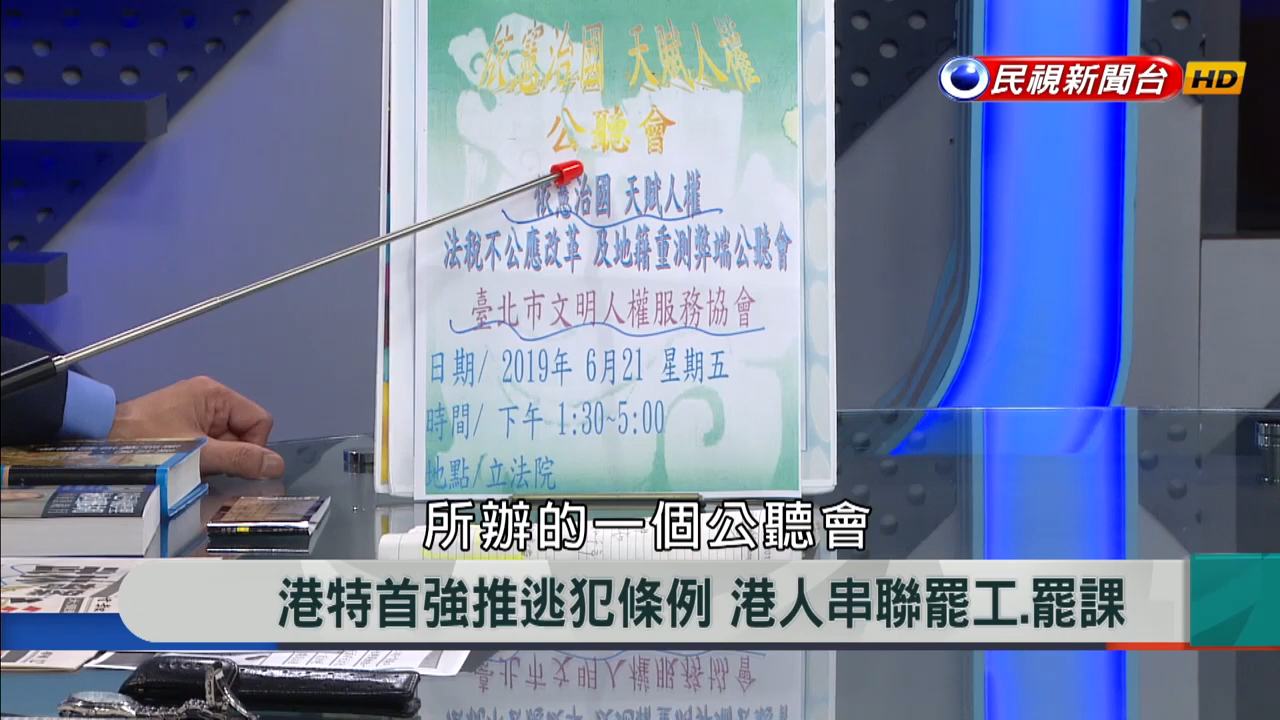 依憲治國 天賦人權
公聽會
依憲治國 天賦人權
法稅不公應改革 及地籍重測弊端公聽會
臺北市文明人權服務協會
日期/ 2019年 6月21 星期五
時間/ 下午 1:30~5:00
地點/立法院
民視新聞台 HD
所辦的一個公聽會
港特首強推逃犯條例 港人串聯罷工.罷課